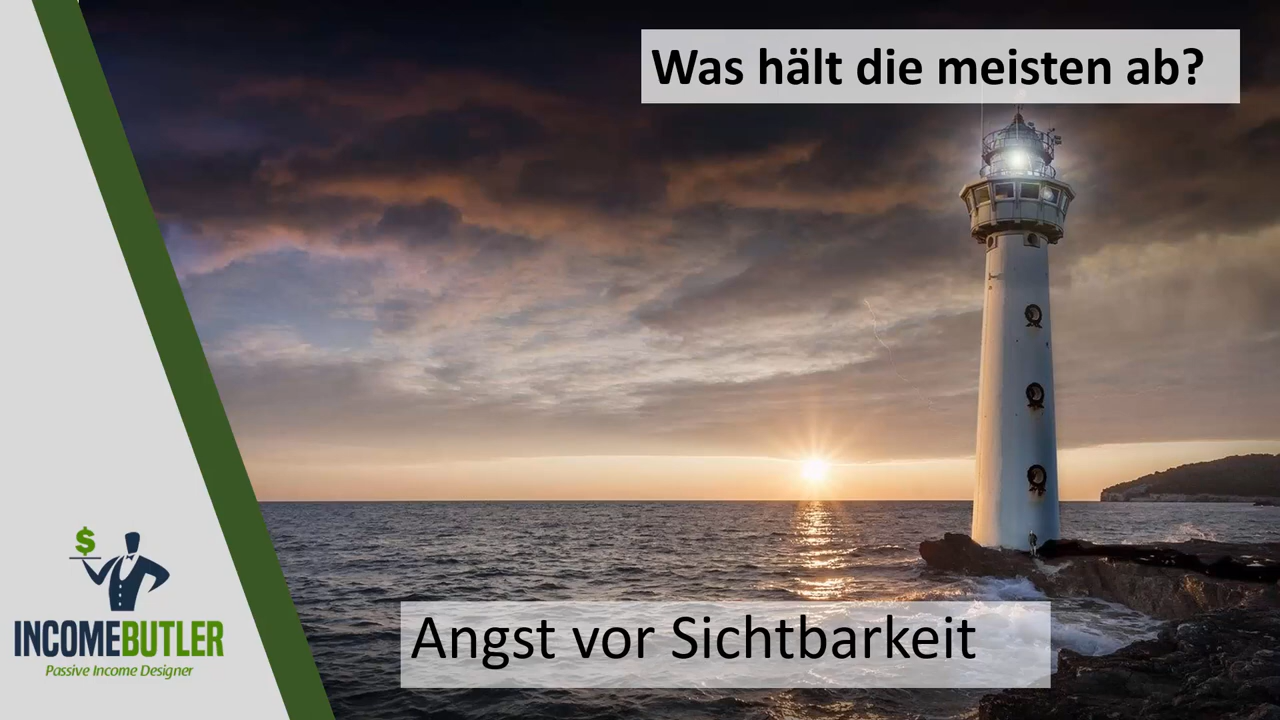 Was hält die meisten ab?
Angst vor Sichtbarkeit
$
INCOMEBUTLER
Passive Income Designer